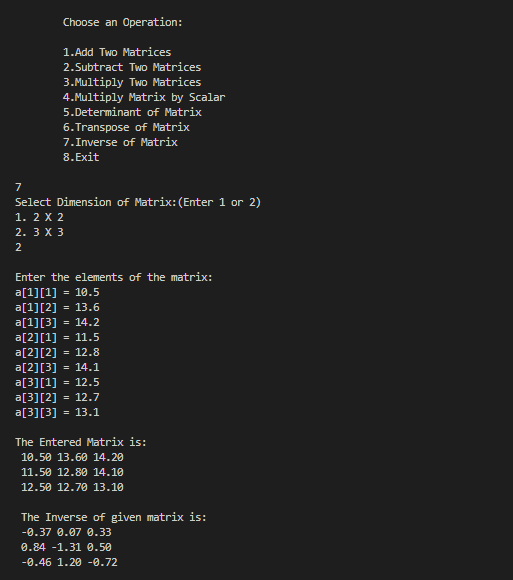 Choose an Operation:
1.Add Two Matrices
2.Subtract Two Matrices
3.Multiply Two Matrices
4.Multiply Matrix by Scalar
5.Determinant of Matrix
6.Transpose of Matrix
7.Inverse of Matrix
8.Exit
7
Select Dimension of Matrix:(Enter 1 or 2)
1. 2 X 2
2. 3 X 3
2
Enter the elements of the matrix:
a[1][1] = 10.5
a[1][2] = 13.6
a[1][3] = 14.2
a[2][1] = 11.5
a[2][2] = 12.8
a[2][3] = 14.1
a[3][1] = 12.5
a[3][2] = 12.7
a[3][3] = 13.1
The Entered Matrix is:
10.50 13.60 14.20
11.50 12.80 14.10
12.50 12.70 13.10
The Inverse of given matrix is:
-0.37 0.07 0.33
0.84 -1.31 0.50
-0.46 1.20 -0.72